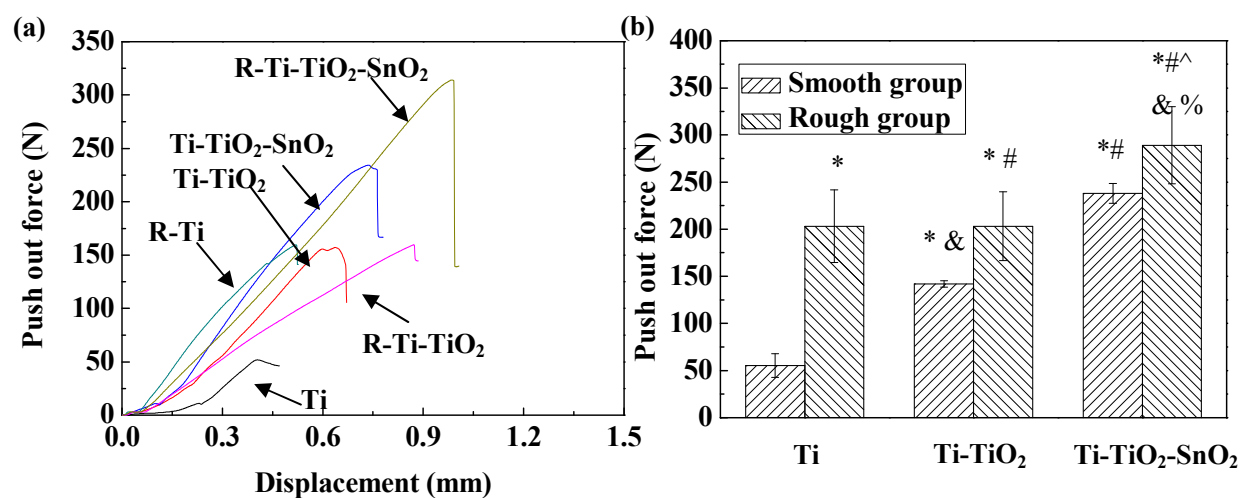 (a)
350
300
250
200
150
100
50
0
Push out force (N)
R-Ti-TiO₂-SnO₂
Ti-TiO₂-SnO₂
Ti-TiO₂
R-Ti
R-Ti-TiO₂
Ti
0.0 0.3 0.6 0.9 1.2 1.5
Displacement (mm)
(b)
400
350
300
250
200
150
100
50
0
Push out force (N)
Smooth group
Rough group
*
* &
* #
*#
*#^
& %
Ti Ti-TiO₂ Ti-TiO₂-SnO₂